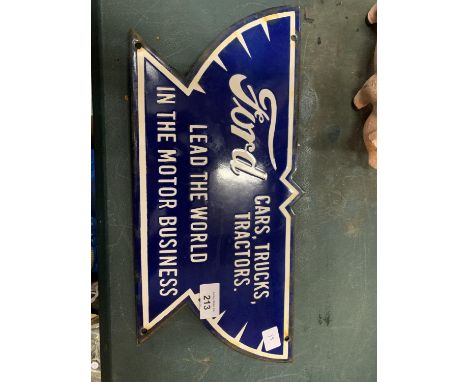 Ford
CARS, TRUCKS,
TRACTORS.
LEAD THE WORLD
IN THE MOTOR BUSINESS
213